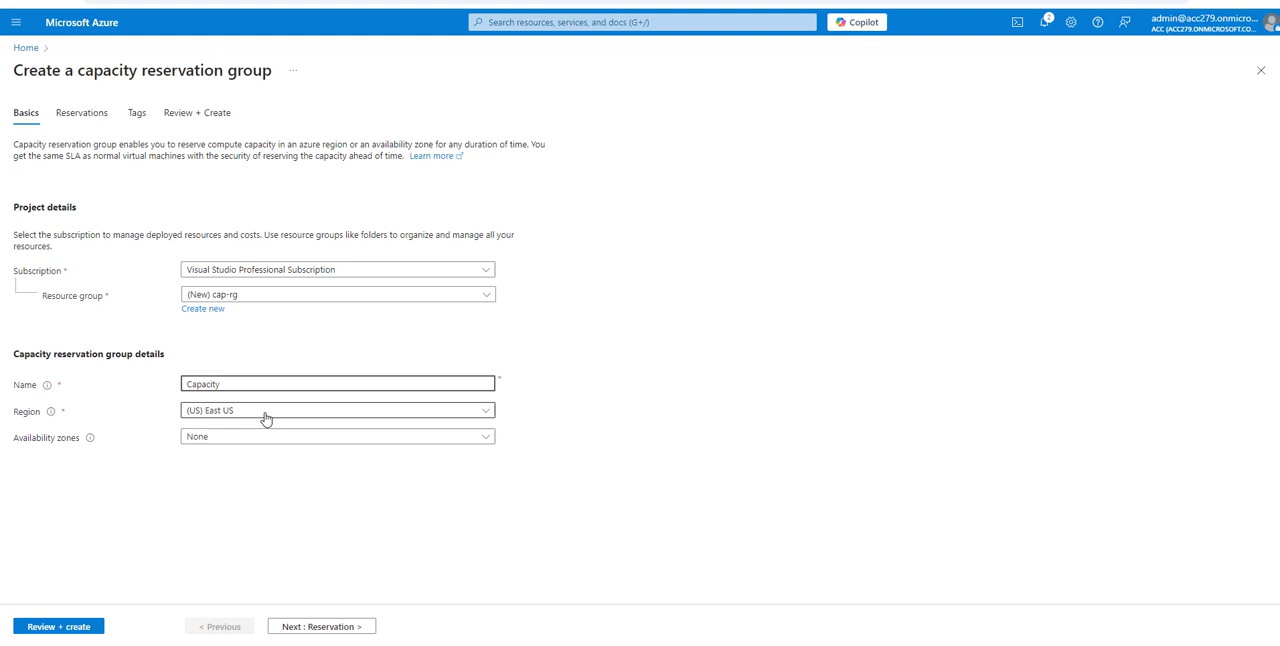 Microsoft Azure
Search resources, services, and docs (G+/)
Copilot
2
admin@acc279.onmicro...
ACC (ACC279.ONMICROSOFT.CO...
Home >
Create a capacity reservation group ...
Basics
Reservations
Tags
Review + Create
Capacity reservation group enables you to reserve compute capacity in an azure region or an availability zone for any duration of time. You
get the same SLA as normal virtual machines with the security of reserving the capacity ahead of time. Learn more
Project details
Select the subscription to manage deployed resources and costs. Use resource groups like folders to organize and manage all your
resources.
Subscription *
Visual Studio Professional Subscription
Resource group *
(New) cap-rg
Create new
Capacity reservation group details
Name *
Capacity
*
Region *
(US) East US
Availability zones
None
Review + create
< Previous
Next : Reservation >